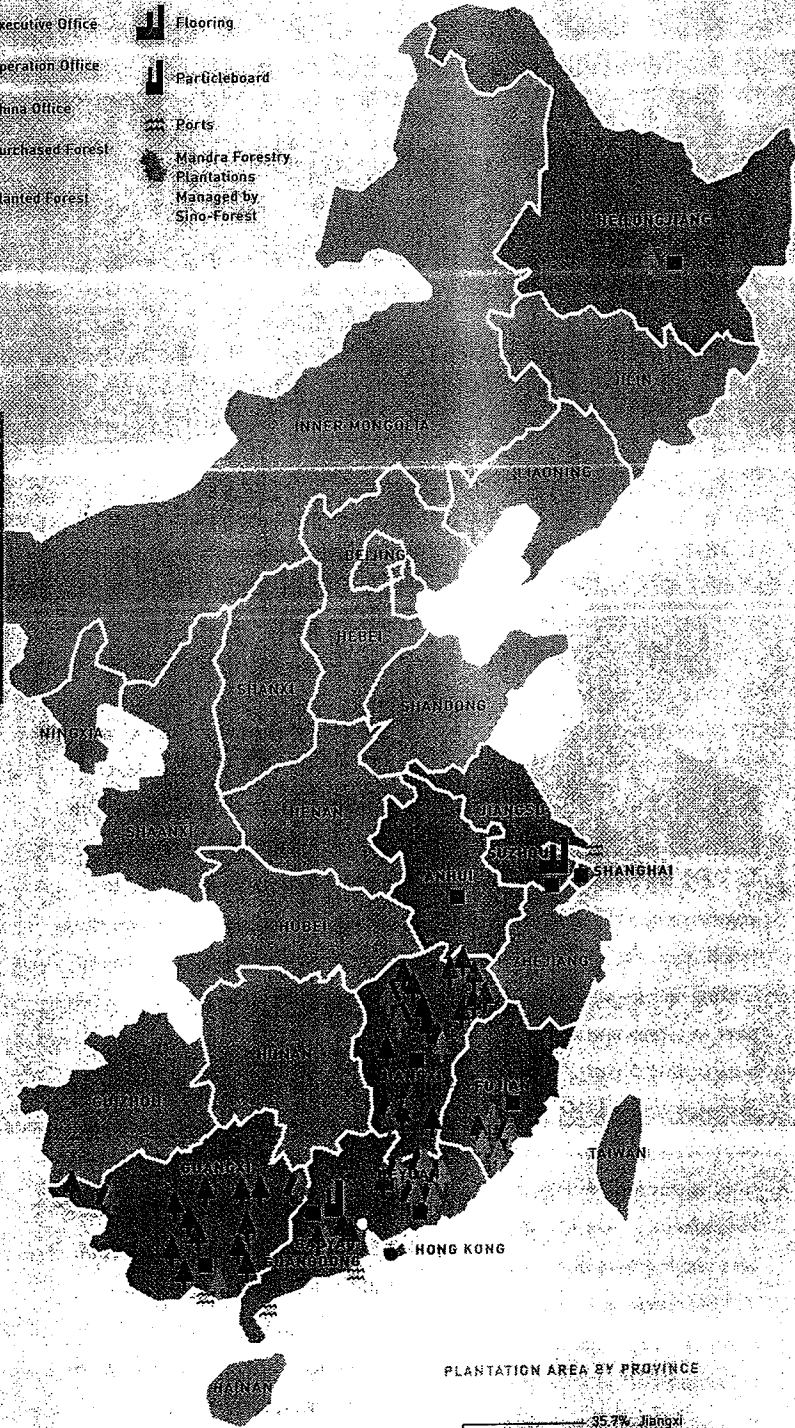 xecutive Office
peration Office
hina Office
urchased Forest
lanted Forest
Flooring
Particleboard
Ports
Mandra Forestry
Plantations
Managed by
Sino-Forest
HEILONGJIANG
JILIN
INNER MONGOLIA
LIAONING
BEIJING
HEBEI
SHANXI
SHANDONG
NINGXIA
HENAN
JIANGSU
SHAANXI
SUZHOU
SHANGHAI
ANHUI
HUBEI
ZHEJIANG
HUNAN
JIANGXI
FUJIAN
GUIZHOU
TAIWAN
GUANGXI
HONG KONG
GUANGDONG
HAINAN
PLANTATION AREA BY PROVINCE
35.7% Jiangxi